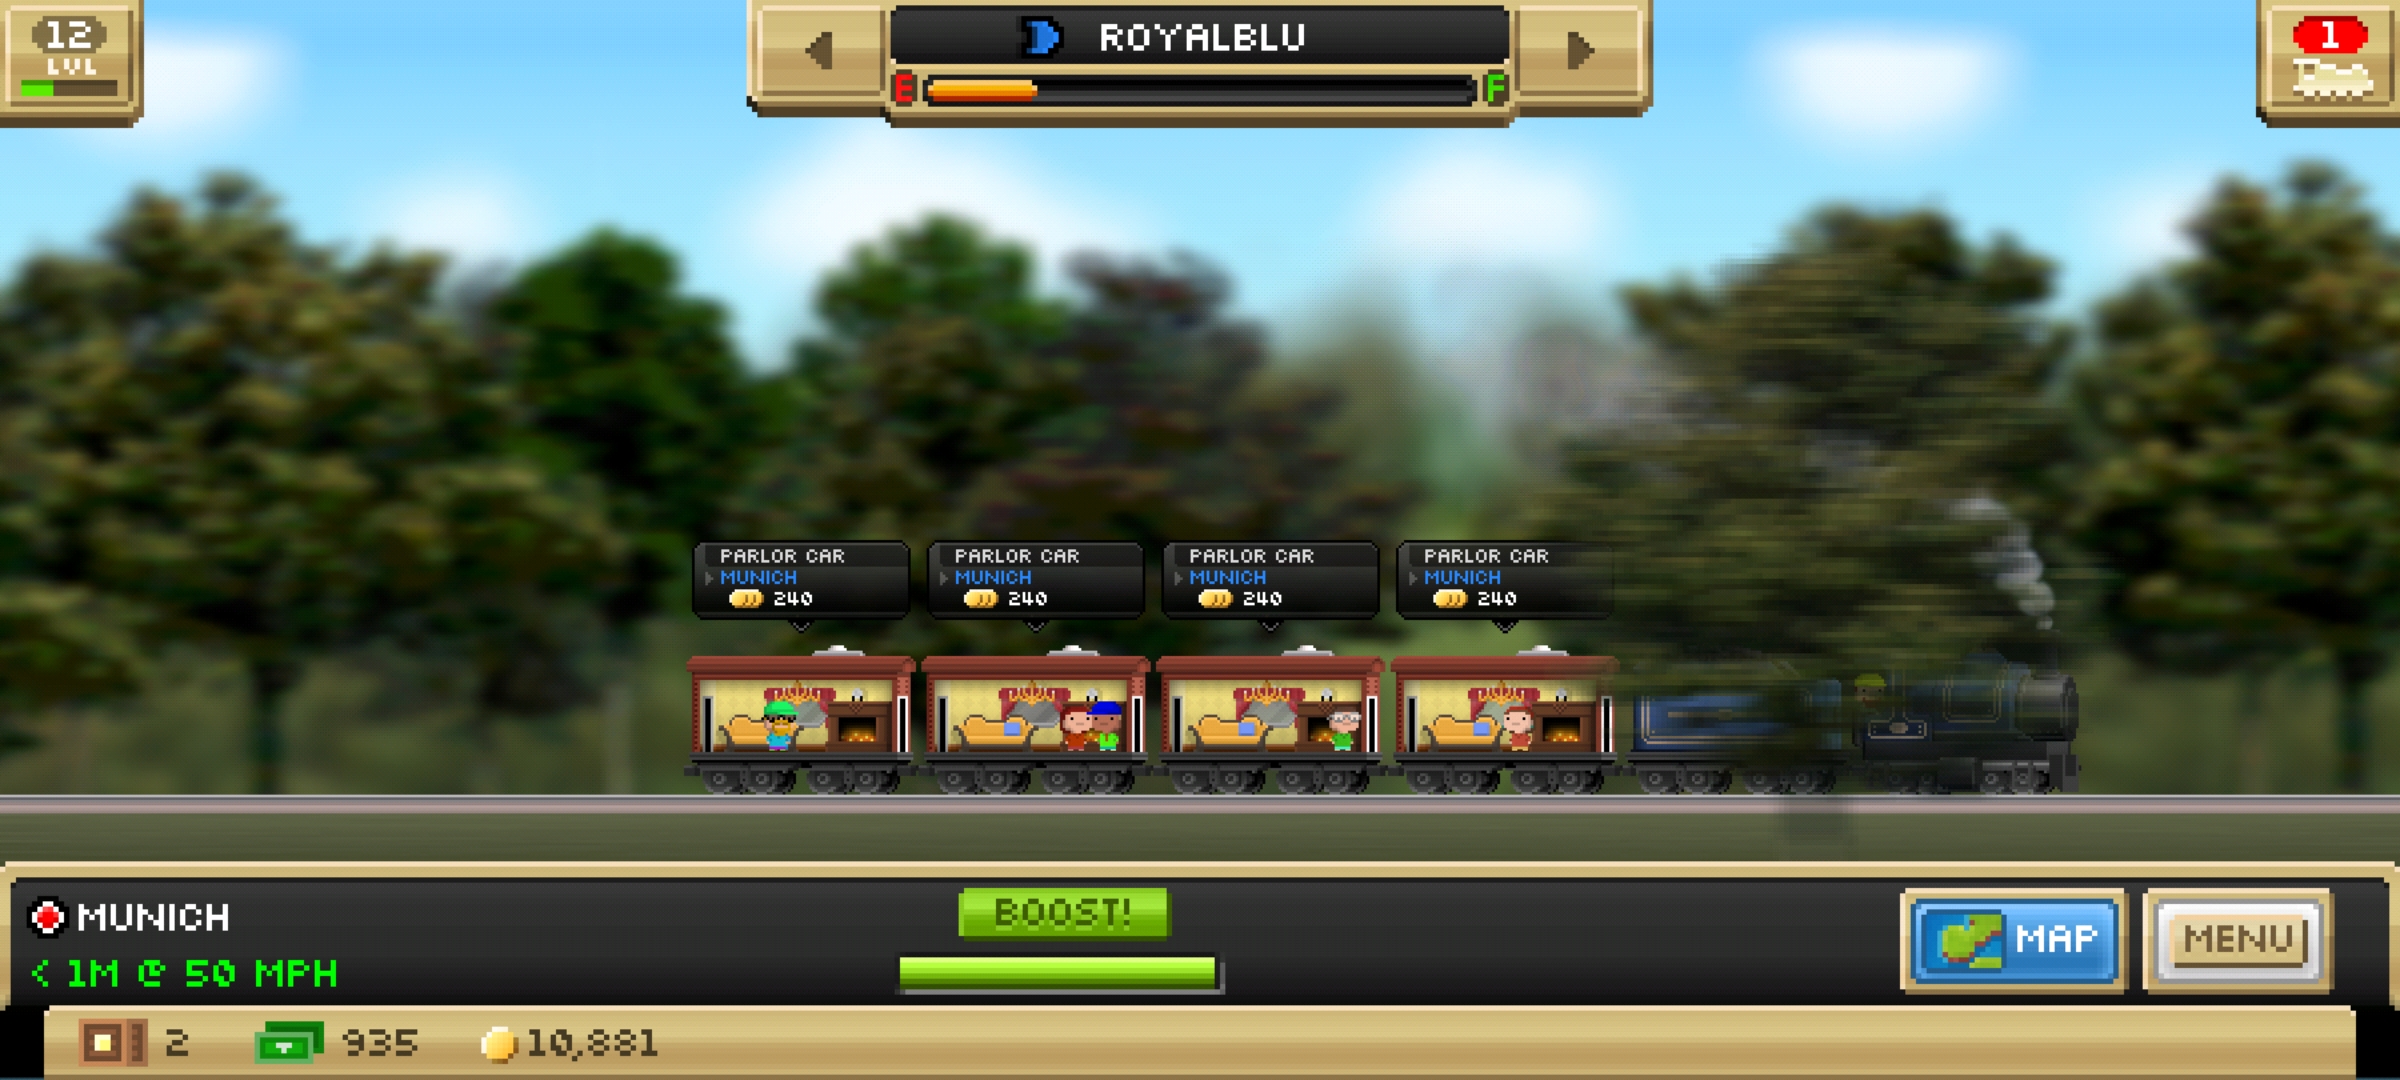 12
LVL
ROYALBLU
E F
1
PARLOR CAR
MUNICH
240
PARLOR CAR
MUNICH
240
PARLOR CAR
MUNICH
240
PARLOR CAR
MUNICH
240
MUNICH
< 1M @ 50 MPH
BOOST!
MAP
MENU
2
935
10,881